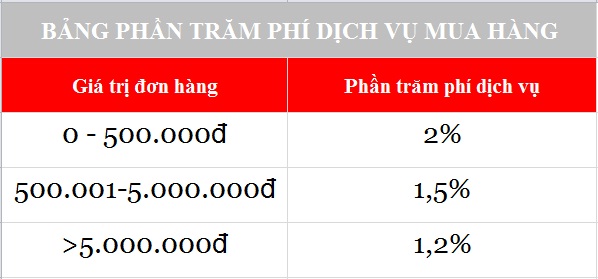 BẢNG PHẦN TRĂM PHÍ DỊCH VỤ MUA HÀNG
Giá trị đơn hàng Phần trăm phí dịch vụ
0 - 500.000đ 2%
500.001-5.000.000đ 1,5%
>5.000.000đ 1,2%